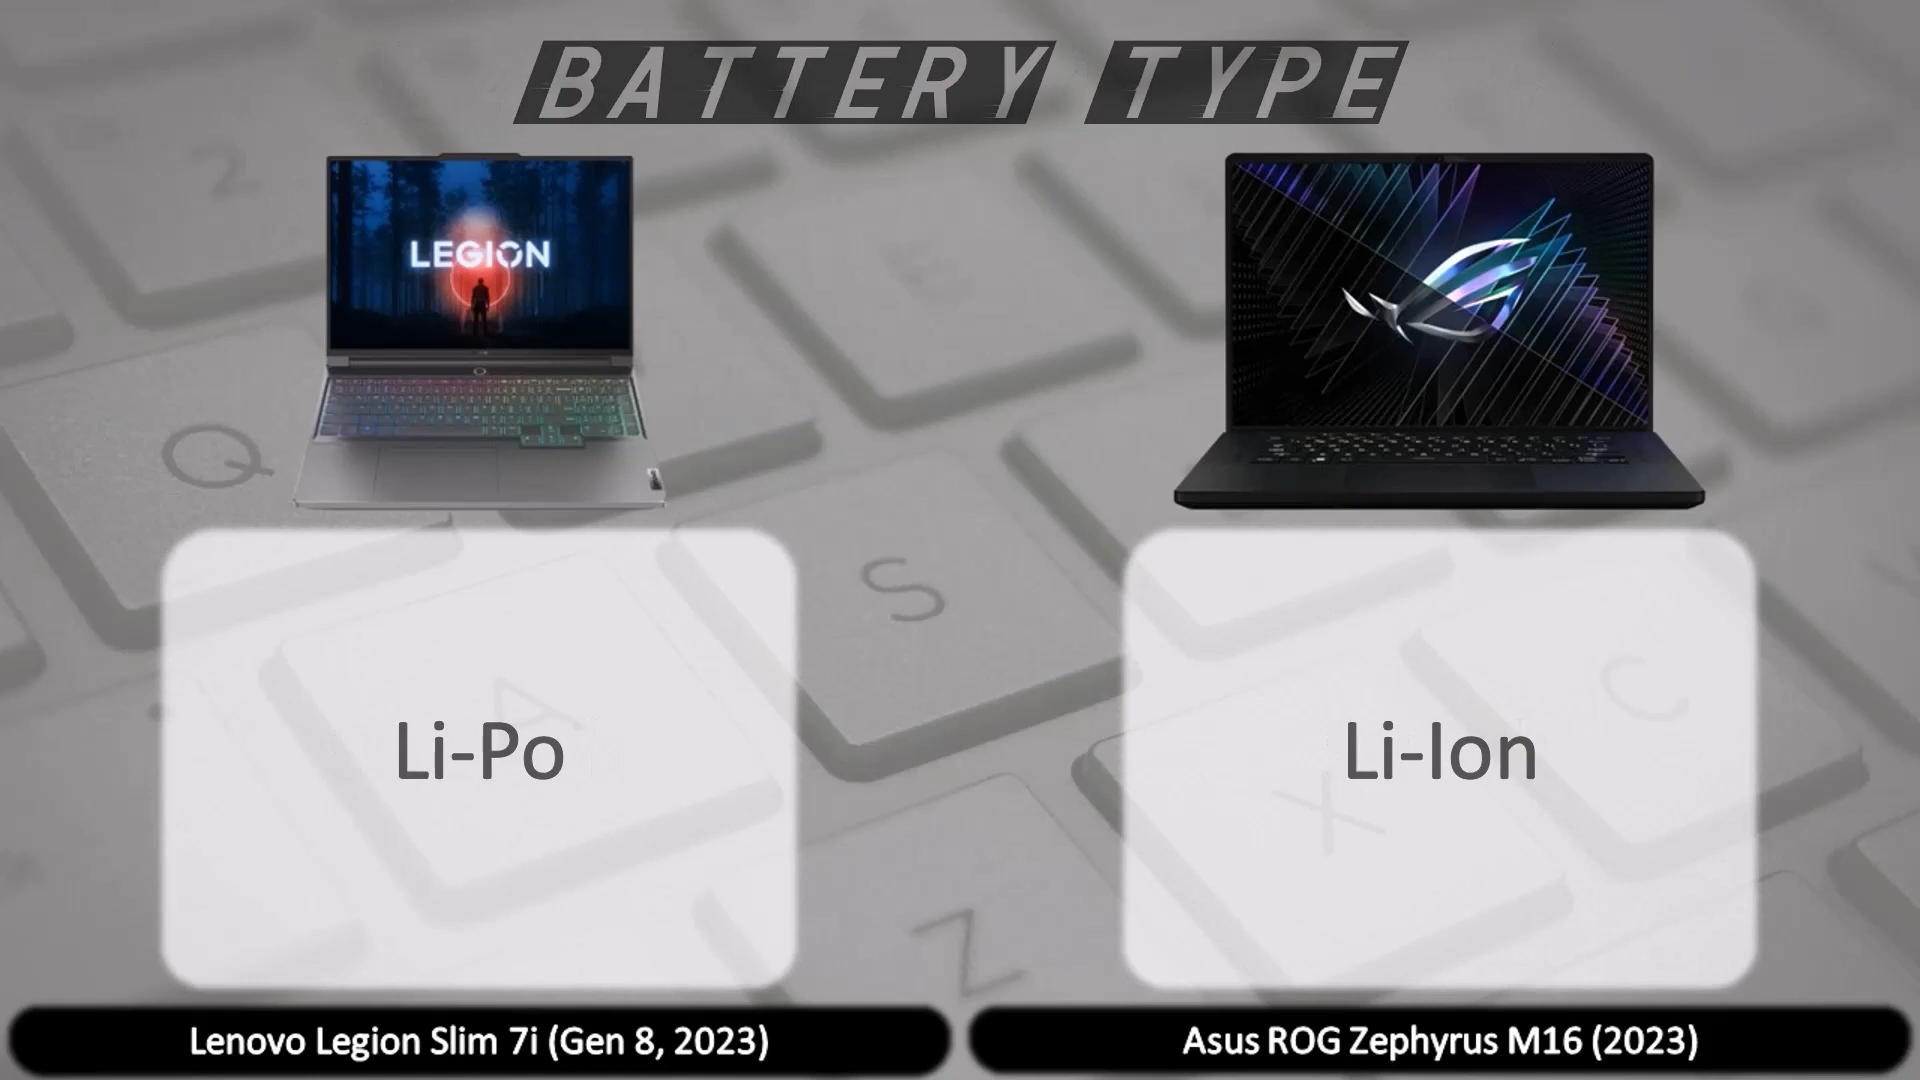 BATTERY TYPE
LEGION
Q
2
S
A
Li-Po
Li-Ion
C
X
Z
Lenovo Legion Slim 7i (Gen 8, 2023)
Asus ROG Zephyrus M16 (2023)